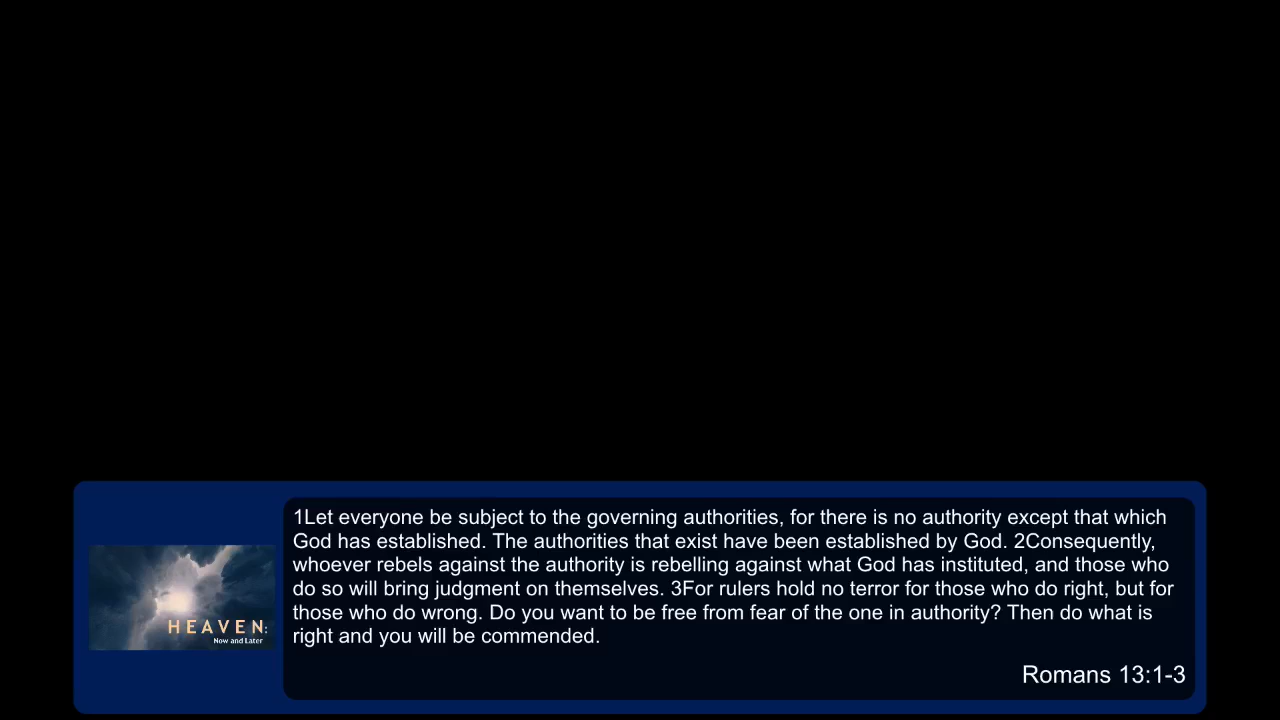 1Let everyone be subject to the governing authorities, for there is no authority except that which
God has established. The authorities that exist have been established by God. 2Consequently,
whoever rebels against the authority is rebelling against what God has instituted, and those who
do so will bring judgment on themselves. 3For rulers hold no terror for those who do right, but for
those who do wrong. Do you want to be free from fear of the one in authority? Then do what is
right and you will be commended.
Romans 13:1-3
HEAVEN:
Now and Later